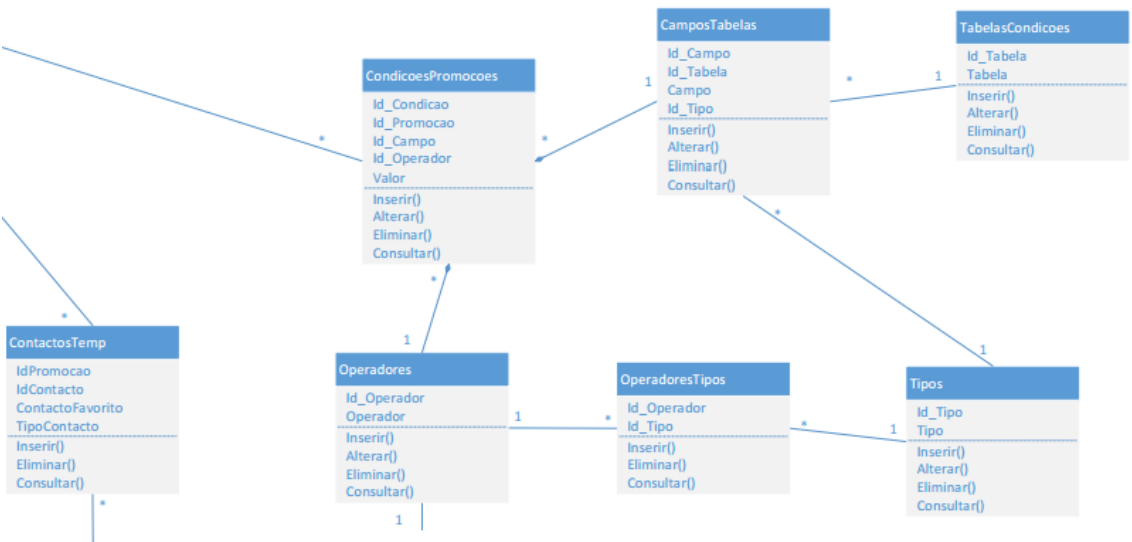 CamposTabelas
Id_Campo
Id_Tabela
Campo
Id_Tipo
Inserir()
Alterar()
Eliminar()
Consultar()
TabelasCondicoes
Id_Tabela
Tabela
Inserir()
Alterar()
Eliminar()
Consultar()
CondicoesPromocoes
Id_Condicao
Id_Promocao
Id_Campo
Id_Operador
Valor
Inserir()
Alterar()
Eliminar()
Consultar()
*
*
1
*
1
*
1
*
1
*
*
ContactosTemp
IdPromocao
IdContacto
ContactoFavorito
TipoContacto
Inserir()
Eliminar()
Consultar()
*
Operadores
Id_Operador
Operador
Inserir()
Alterar()
Eliminar()
Consultar()
1
1
*
OperadoresTipos
Id_Operador
Id_Tipo
Inserir()
Eliminar()
Consultar()
*
1
Tipos
Id_Tipo
Tipo
Inserir()
Alterar()
Eliminar()
Consultar()